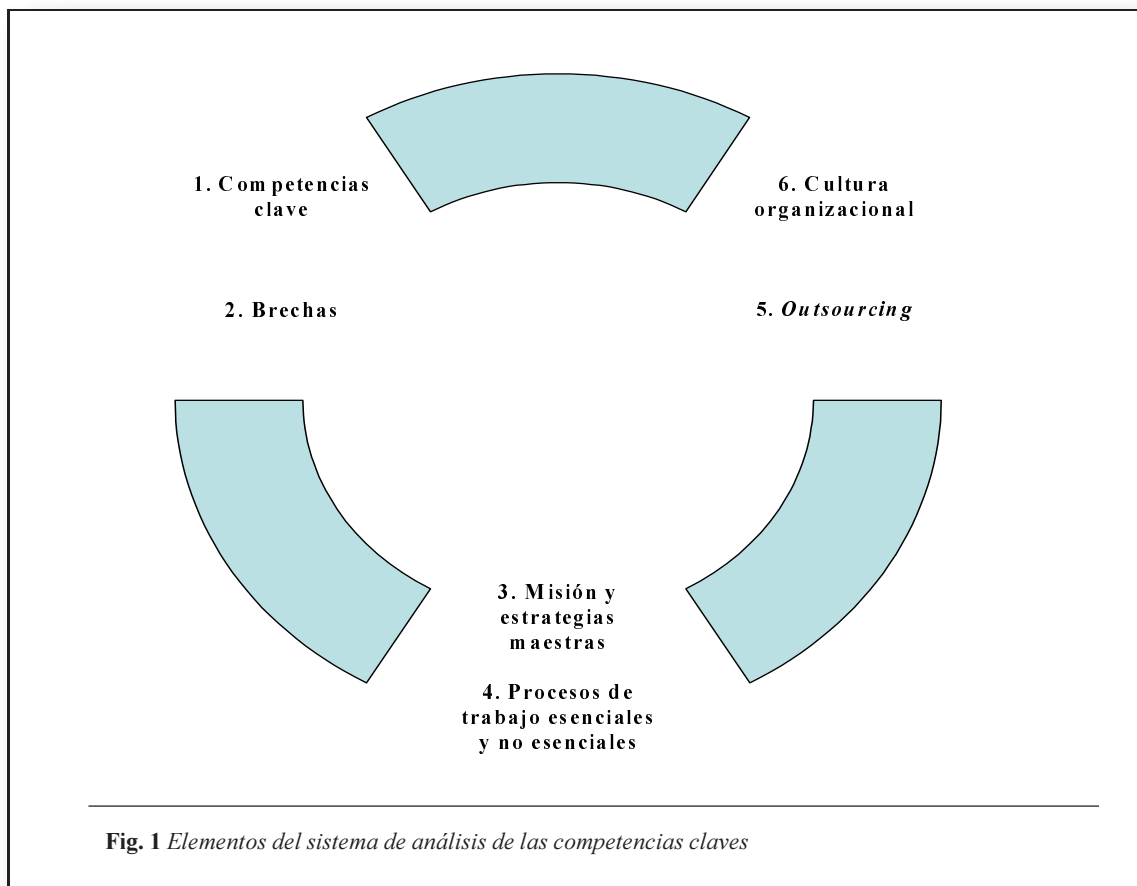 1. Competencias
clave
2. Brechas
3. Misión y
estrategias
maestras
4. Procesos de
trabajo esenciales
y no esenciales
5. Outsourcing
6. Cultura
organizacional
Fig. 1 Elementos del sistema de análisis de las competencias claves